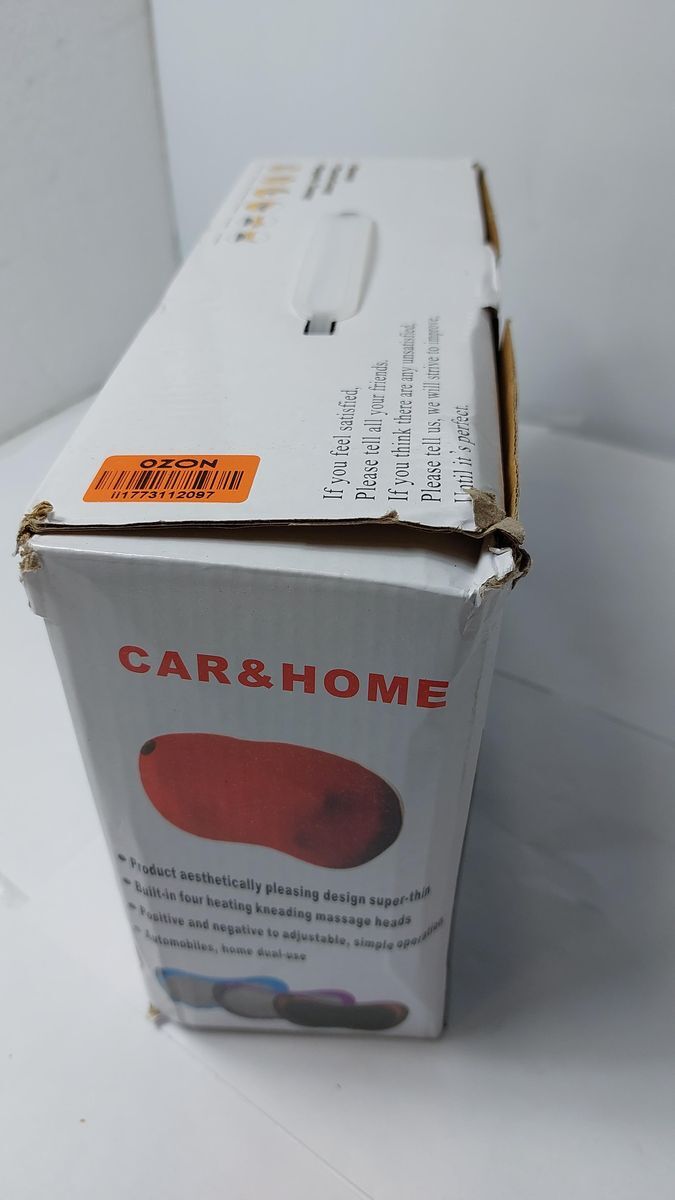 OZON
ii1773112097
If you feel satisfied,
Please tell all your friends.
If you think there are any unsatisfied,
Please tell us, we will strive to improve,
Until it's perfect.
CAR&HOME
• Product aesthetically pleasing design super-thin
• Built-in four heating kneading massage heads
• Positive and negative to adjustable, simple operation
• Automobiles, home dual-use